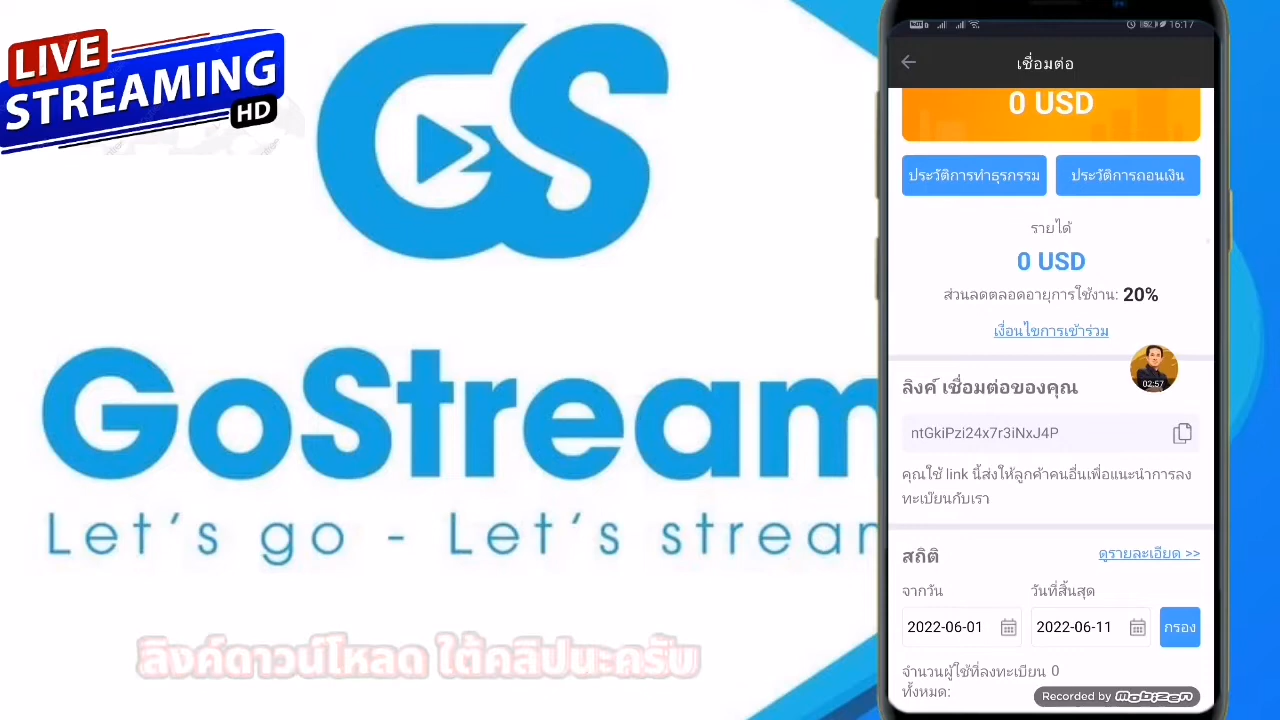 LIVE
STREAMING
HD
GS
GoStream
Let's go - Let's stream
ลิงค์ดาวน์โหลด ใต้คลิปนะครับ
16:17
เชื่อมต่อ
0 USD
ประวัติการทำธุรกรรม
ประวัติการถอนเงิน
รายได้
0 USD
ส่วนลดตลอดอายุการใช้งาน: 20%
เงื่อนไขการเข้าร่วม
02:57
ลิงค์ เชื่อมต่อของคุณ
ntGkiPzi24x7r3iNxJ4P
คุณใช้ link นี้ส่งให้ลูกค้าคนอื่นเพื่อแนะนำการลง
ทะเบียนกับเรา
สถิติ
ดูรายละเอียด >>
จากวัน
วันที่สิ้นสุด
2022-06-01
2022-06-11
กรอง
จำนวนผู้ใช้ที่ลงทะเบียน 0
ทั้งหมด:
Recorded by mobizen